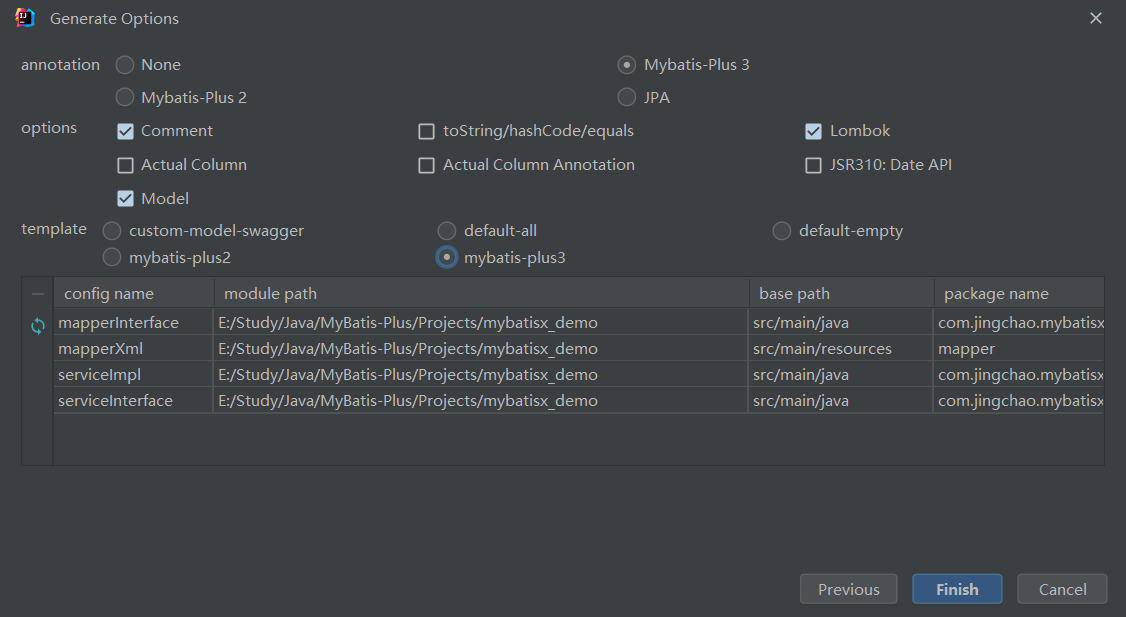 Generate Options
annotation None Mybatis-Plus 3
Mybatis-Plus 2 JPA
options Comment toString/hashCode/equals Lombok
Actual Column Actual Column Annotation JSR310: Date API
Model
template custom-model-swagger default-all default-empty
mybatis-plus2 mybatis-plus3
config name module path base path package name
mapperInterface E:/Study/Java/MyBatis-Plus/Projects/mybatisx_demo src/main/java com.jingchao.mybatisx
mapperXml E:/Study/Java/MyBatis-Plus/Projects/mybatisx_demo src/main/resources mapper
serviceImpl E:/Study/Java/MyBatis-Plus/Projects/mybatisx_demo src/main/java com.jingchao.mybatisx
serviceInterface E:/Study/Java/MyBatis-Plus/Projects/mybatisx_demo src/main/java com.jingchao.mybatisx
Previous Finish Cancel